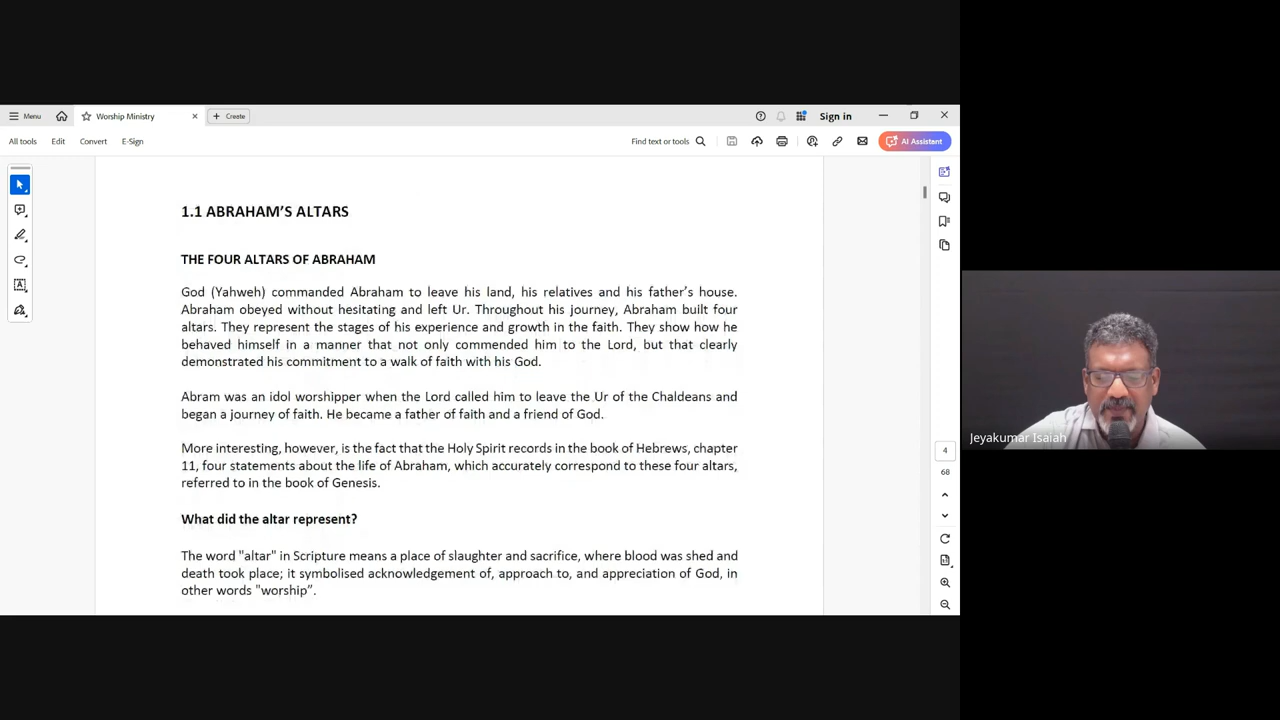 Menu
Worship Ministry
Create
Sign in
All tools
Edit
Convert
E-Sign
Find text or tools
AI Assistant
1.1 ABRAHAM’S ALTARS
THE FOUR ALTARS OF ABRAHAM
God (Yahweh) commanded Abraham to leave his land, his relatives and his father’s house.
Abraham obeyed without hesitating and left Ur. Throughout his journey, Abraham built four
altars. They represent the stages of his experience and growth in the faith. They show how he
behaved himself in a manner that not only commended him to the Lord, but that clearly
demonstrated his commitment to a walk of faith with his God.
Abram was an idol worshipper when the Lord called him to leave the Ur of the Chaldeans and
began a journey of faith. He became a father of faith and a friend of God.
More interesting, however, is the fact that the Holy Spirit records in the book of Hebrews, chapter
11, four statements about the life of Abraham, which accurately correspond to these four altars,
referred to in the book of Genesis.
What did the altar represent?
The word "altar" in Scripture means a place of slaughter and sacrifice, where blood was shed and
death took place; it symbolised acknowledgement of, approach to, and appreciation of God, in
other words "worship”.
4
68
Jeyakumar Isaiah